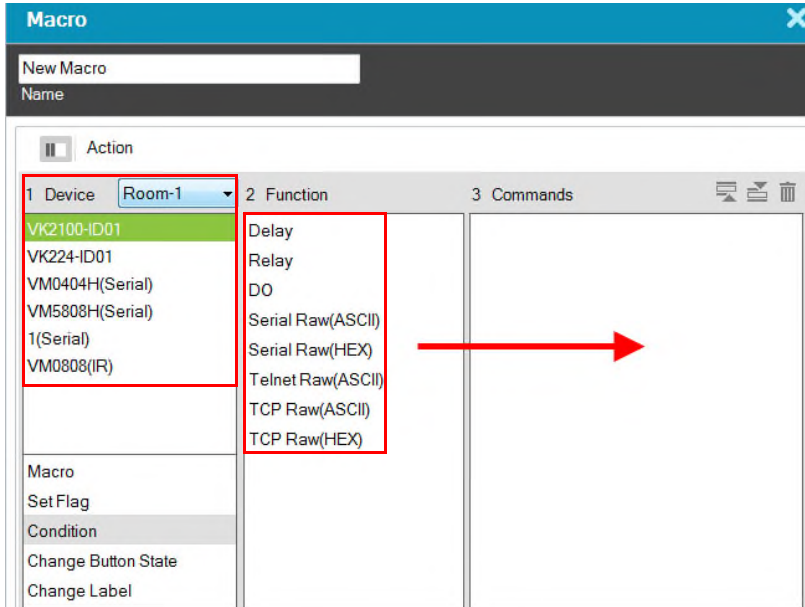 Macro
New Macro
Name
Action
1 Device Room-1
2 Function
3 Commands
VK2100-ID01
VK224-ID01
VM0404H(Serial)
VM5808H(Serial)
1(Serial)
VM0808(IR)
Delay
Relay
DO
Serial Raw(ASCII)
Serial Raw(HEX)
Telnet Raw(ASCII)
TCP Raw(ASCII)
TCP Raw(HEX)
Macro
Set Flag
Condition
Change Button State
Change Label